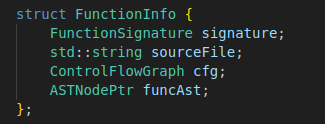 struct FunctionInfo {
    FunctionSignature signature;
    std::string sourceFile;
    ControlFlowGraph cfg;
    ASTNodePtr funcAst;
};